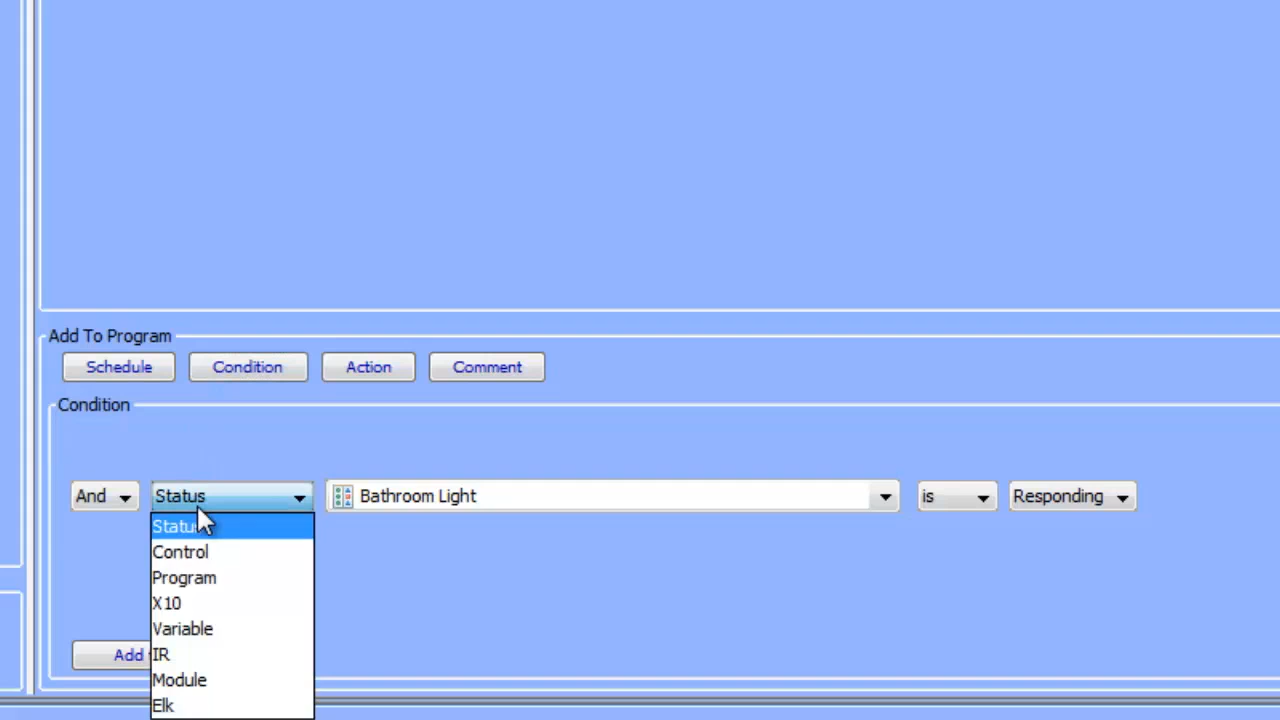 Add To Program
Schedule Condition Action Comment
Condition
And Status Bathroom Light is Responding
Status
Control
Program
X10
Variable
Add IR
Module
Elk